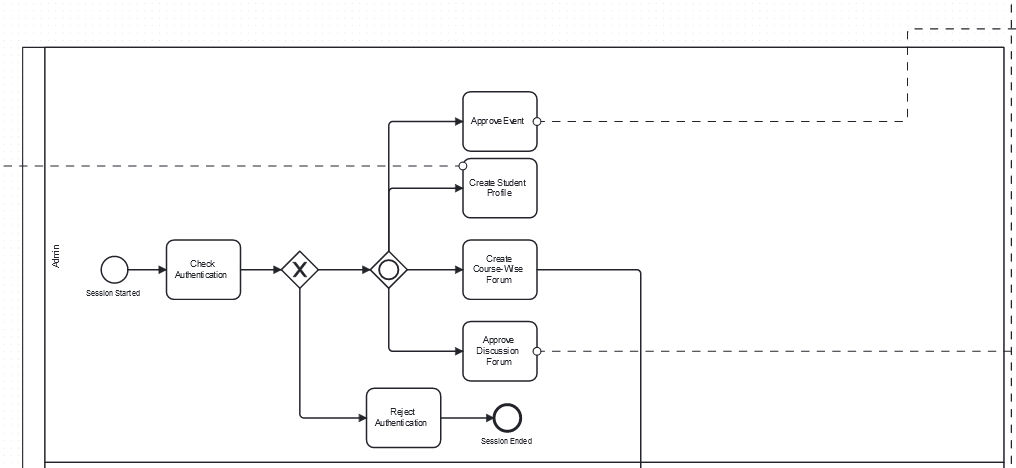 Approve Event
Create Student
Profile
Admin
Check
Authentication
X
Create
Course-Wise
Forum
Session Started
Approve
Discussion
Forum
Reject
Authentication
Session Ended